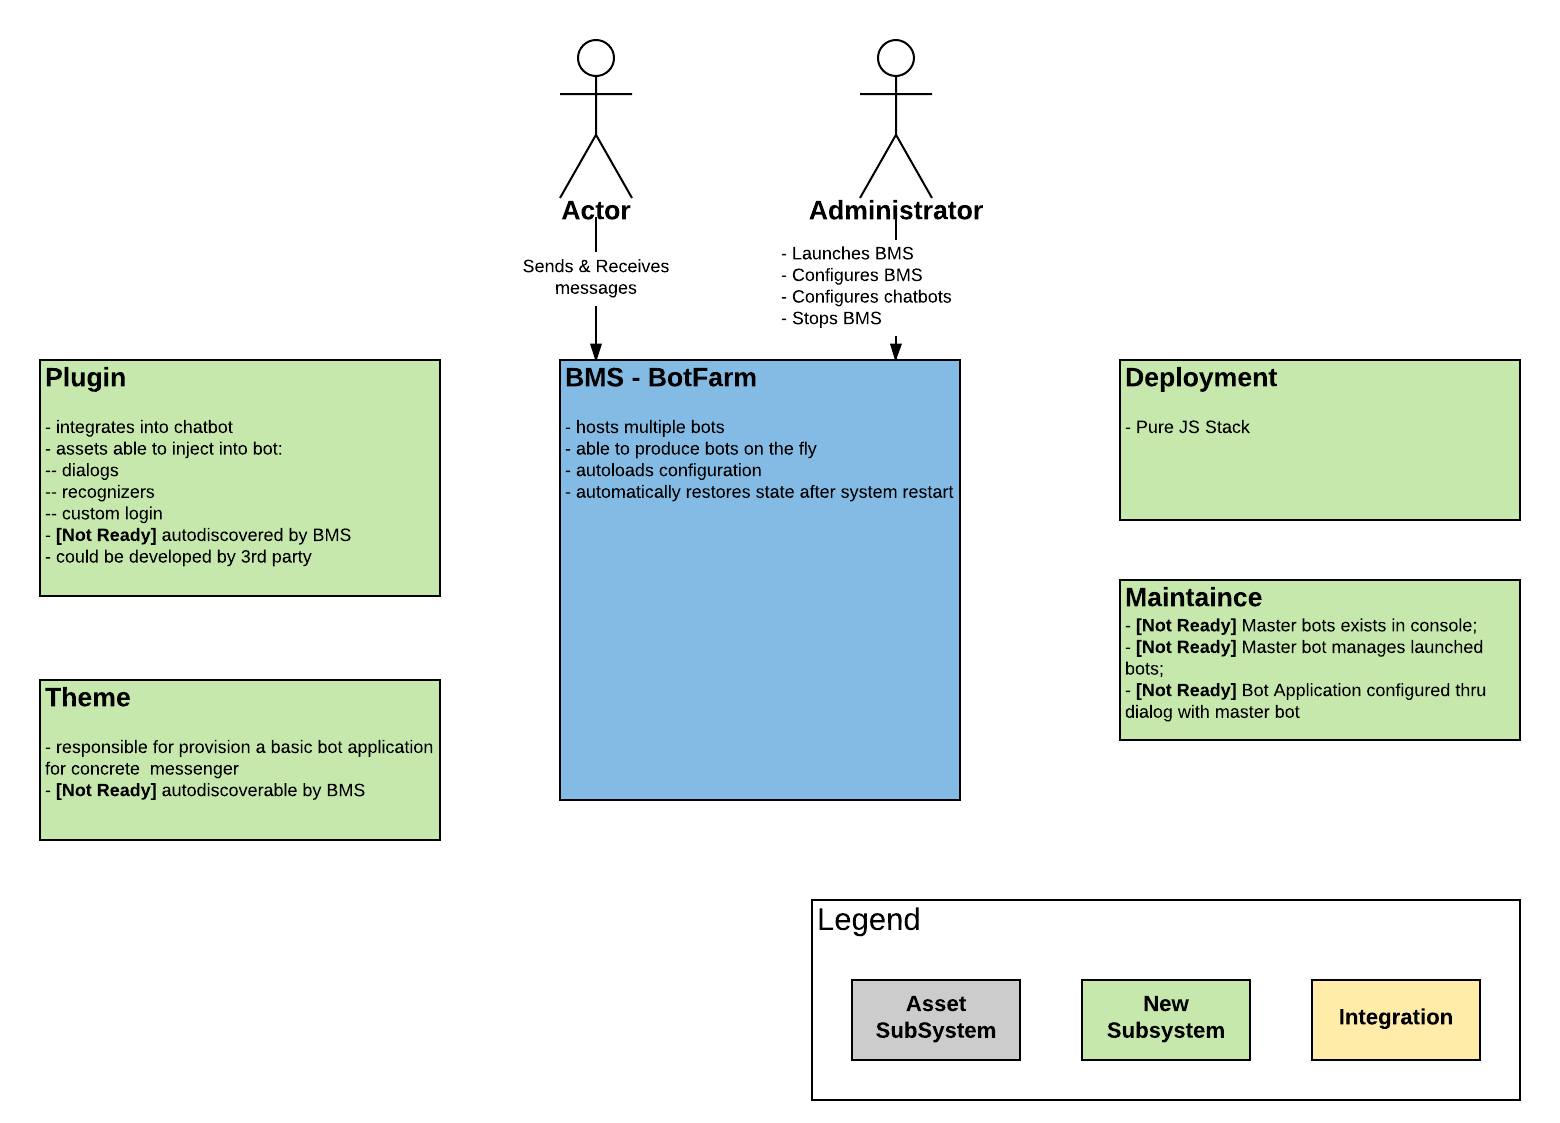 Actor
Sends & Receives
messages
Administrator
- Launches BMS
- Configures BMS
- Configures chatbots
- Stops BMS
Plugin
- integrates into chatbot
- assets able to inject into bot:
-- dialogs
-- recognizers
-- custom login
- [Not Ready] autodiscovered by BMS
- could be developed by 3rd party
Theme
- responsible for provision a basic bot application
for concrete  messenger
- [Not Ready] autodiscoverable by BMS
BMS - BotFarm
- hosts multiple bots
- able to produce bots on the fly
- autoloads configuration
- automatically restores state after system restart
Deployment
- Pure JS Stack
Maintaince
- [Not Ready] Master bots exists in console;
- [Not Ready] Master bot manages launched
bots;
- [Not Ready] Bot Application configured thru
dialog with master bot
Legend
Asset
SubSystem
New
Subsystem
Integration